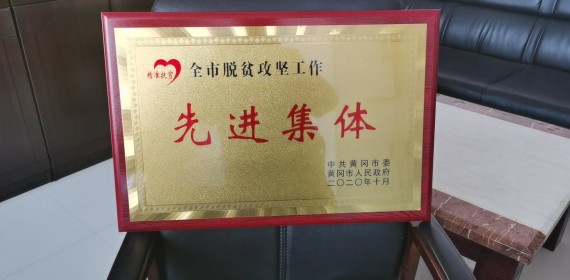 精准扶贫
全市脱贫攻坚工作
先进集体
中共黄冈市委
黄冈市人民政府
二〇二〇年十月